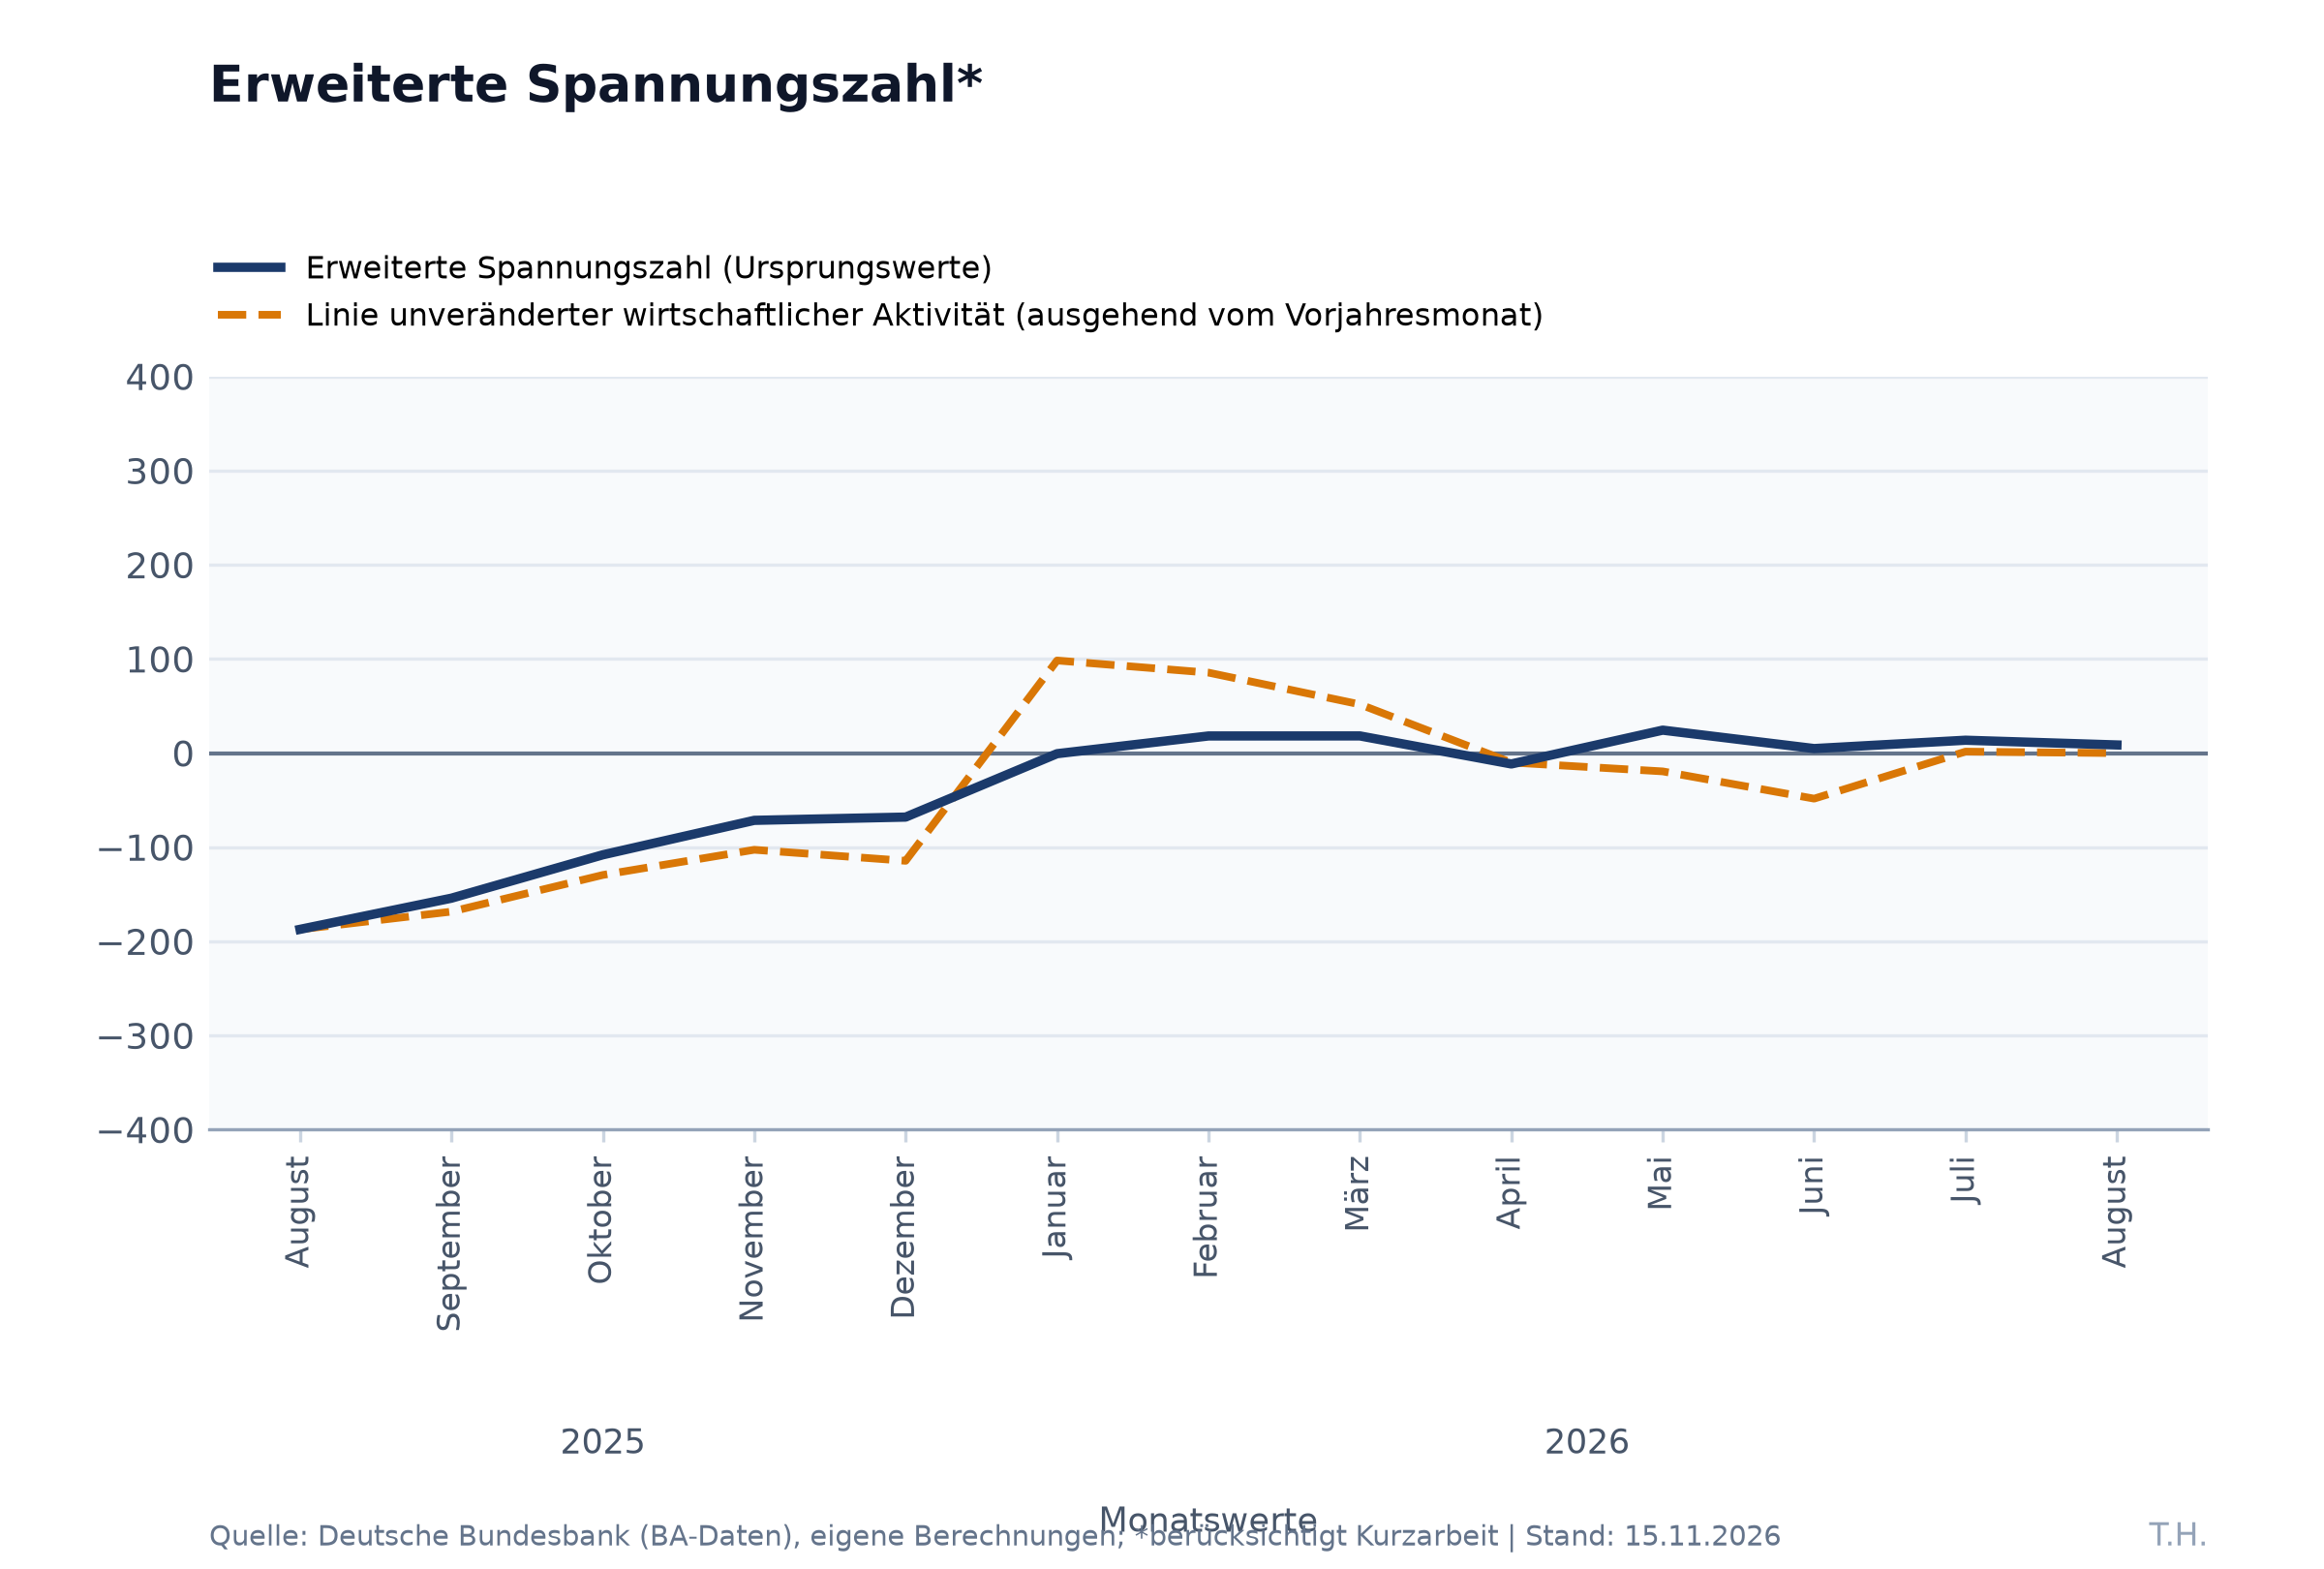 Erweiterte Spannungszahl*
Erweiterte Spannungszahl (Ursprungswerte)
Linie unveränderter wirtschaftlicher Aktivität (ausgehend vom Vorjahresmonat)
400
300
200
100
0
−100
−200
−300
−400
August
September
Oktober
November
Dezember
Januar
Februar
März
April
Mai
Juni
Juli
August
2025
2026
Monatswerte
Quelle: Deutsche Bundesbank (BA-Daten), eigene Berechnungen; *berücksichtigt Kurzarbeit | Stand: 15.11.2026
T.H.